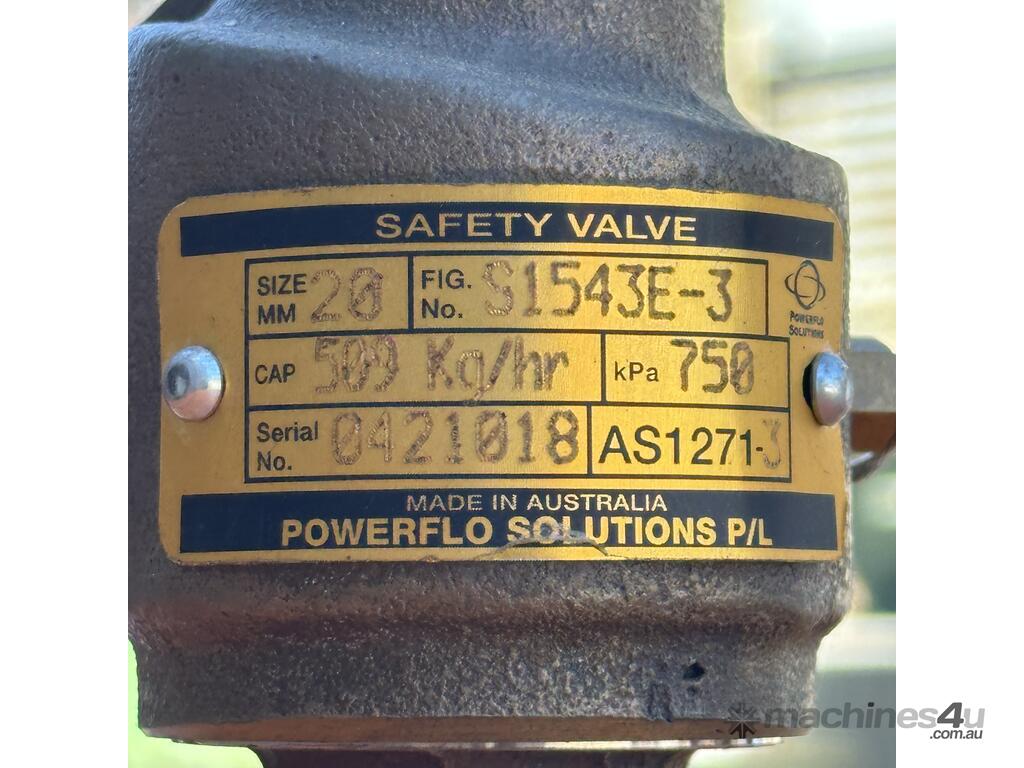 SAFETY VALVE
SIZE MM 20 FIG. No. S1543E-3
POWERFLO
SOLUTIONS
CAP 509 Kg/hr kPa 750
Serial No. 0421018 AS1271-3
MADE IN AUSTRALIA
POWERFLO SOLUTIONS P/L
machines4u
.com.au